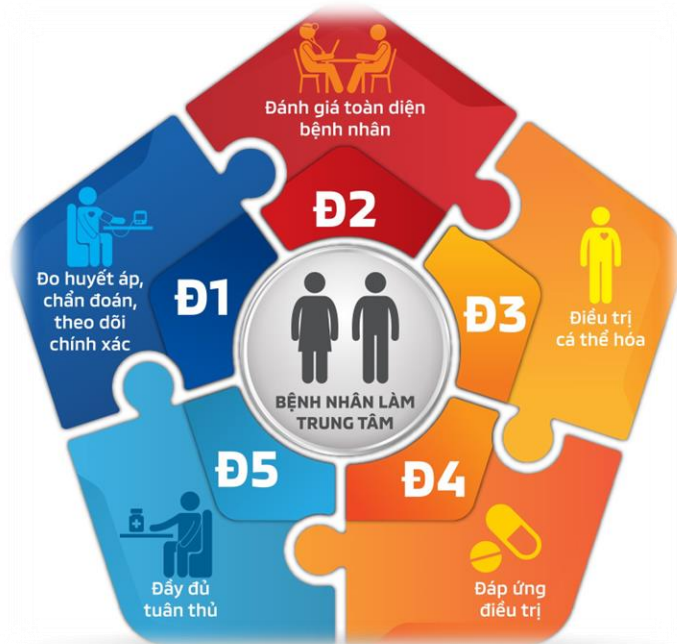 Đánh giá toàn diện
bệnh nhân
Đ2
Đo huyết áp,
chẩn đoán,
theo dõi
chính xác
Đ1
Đ3
Điều trị
cá thể hóa
BỆNH NHÂN LÀM
TRUNG TÂM
Đ5
Đ4
Đầy đủ
tuân thủ
Đáp ứng
điều trị